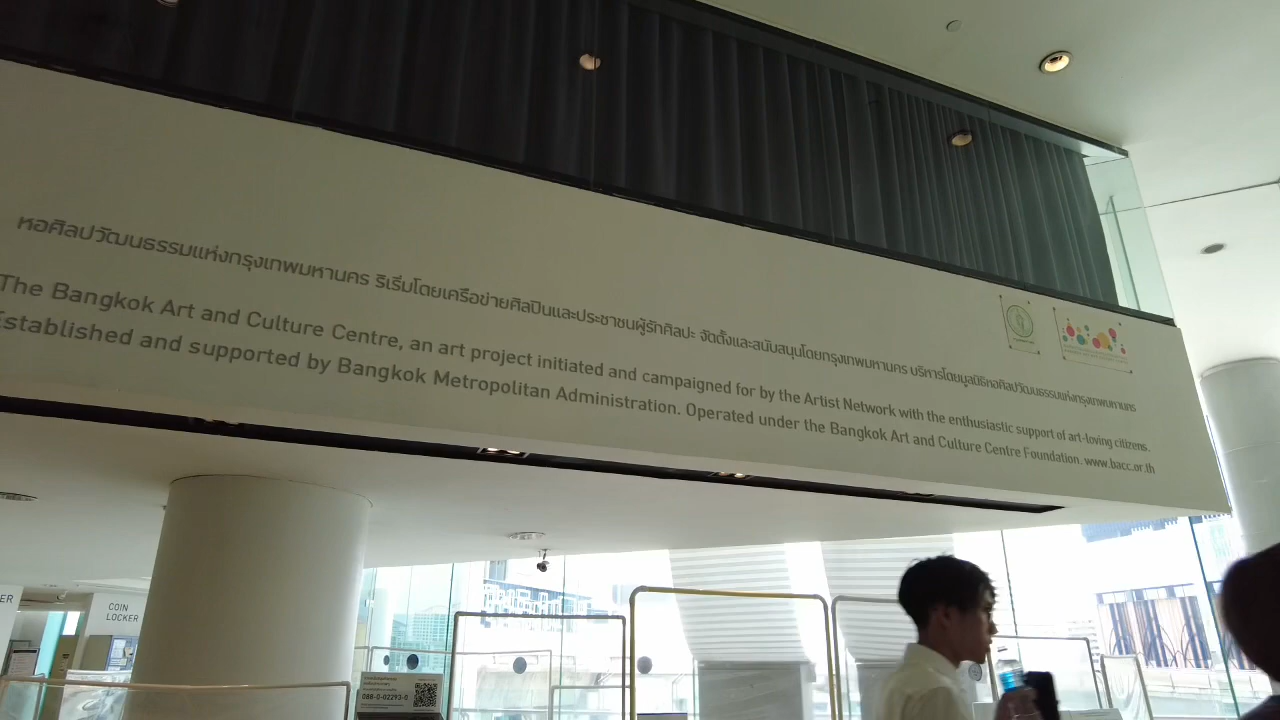 หอศิลปวัฒนธรรมแห่งกรุงเทพมหานคร ริเริ่มโดยเครือข่ายศิลปินและประชาชนผู้รักศิลปะ จัดตั้งและสนับสนุนโดยกรุงเทพมหานคร บริหารโดยมูลนิธิหอศิลปวัฒนธรรมแห่งกรุงเทพมหานคร
The Bangkok Art and Culture Centre, an art project initiated and campaigned for by the Artist Network with the enthusiastic support of art-loving citizens.
Established and supported by Bangkok Metropolitan Administration. Operated under the Bangkok Art and Culture Centre Foundation. www.bacc.or.th
ER
COIN
LOCKER
088-0-02293-0